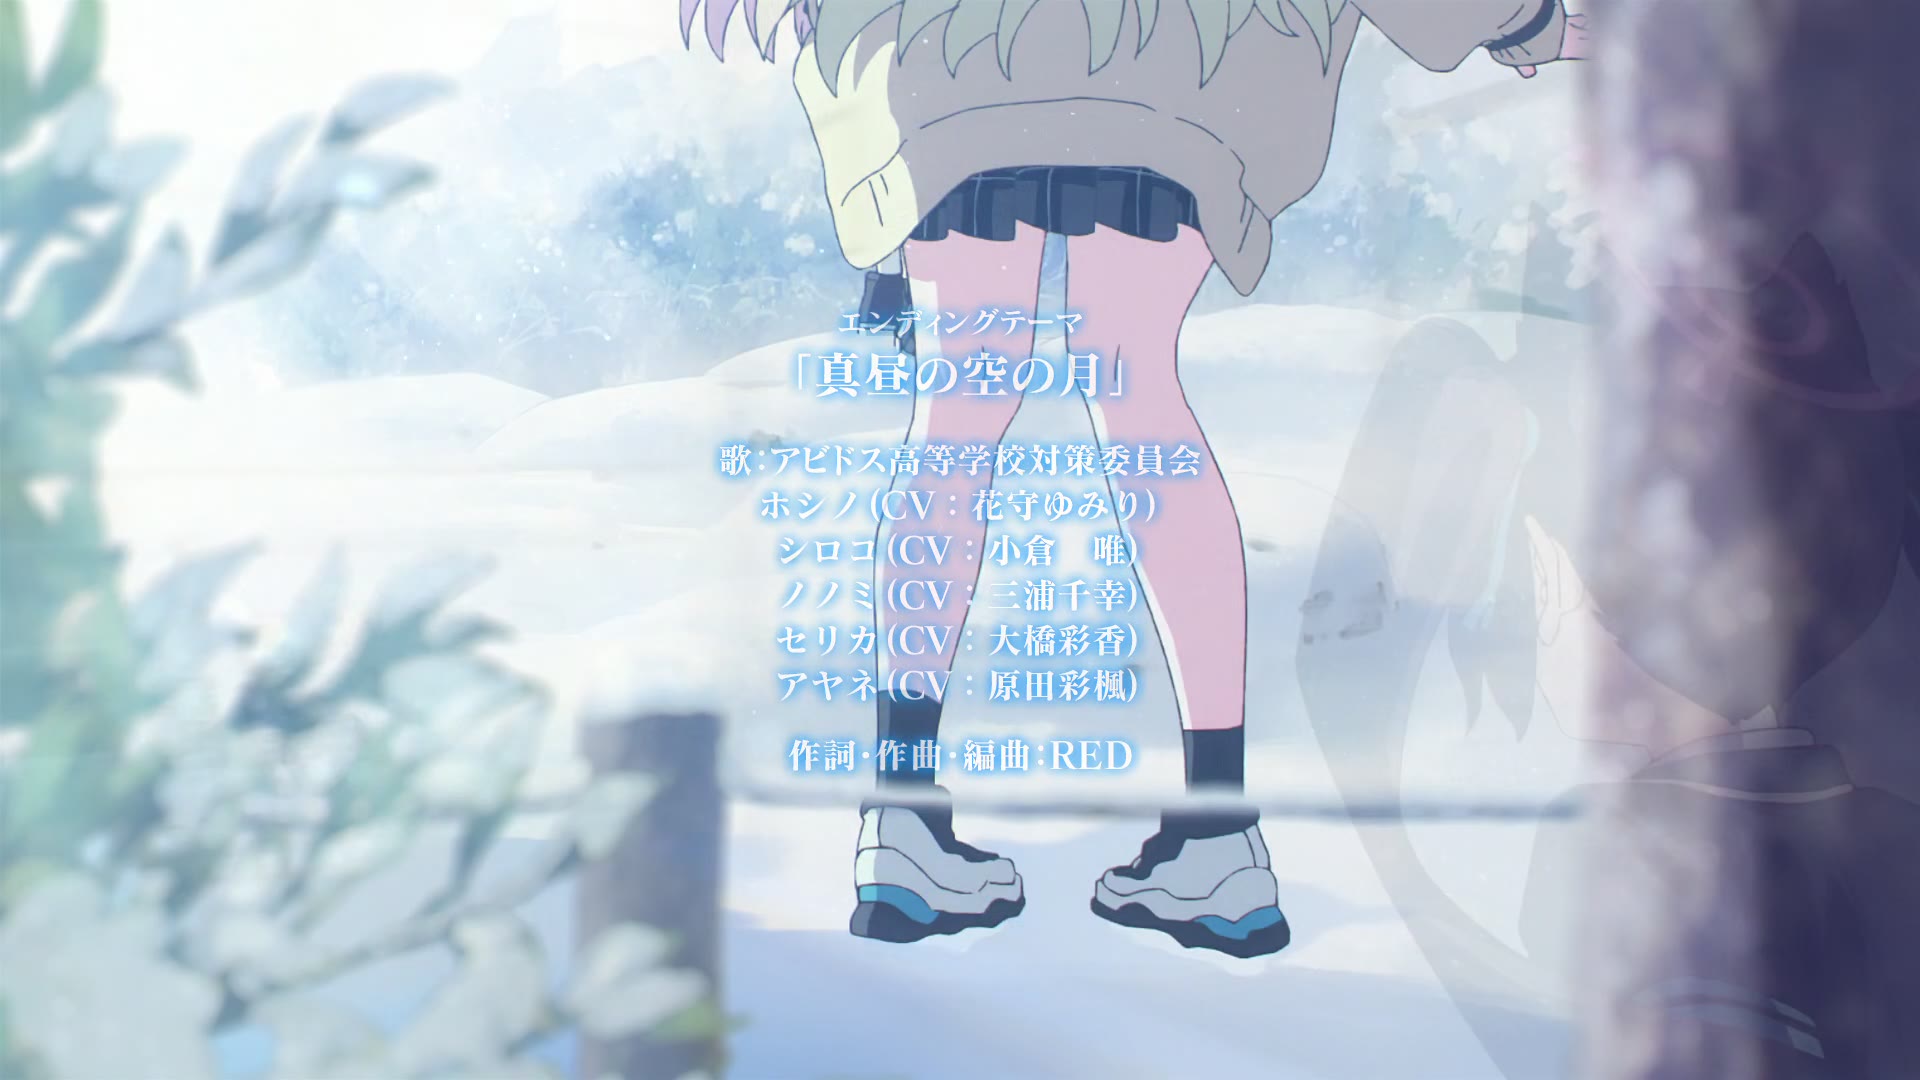 エンディングテーマ
「真昼の空の月」
歌:アビドス高等学校対策委員会
ホシノ(CV:花守ゆみり)
シロコ(CV:小倉　唯)
ノノミ(CV:三浦千幸)
セリカ(CV:大橋彩香)
アヤネ(CV:原田彩楓)
作詞・作曲・編曲:RED